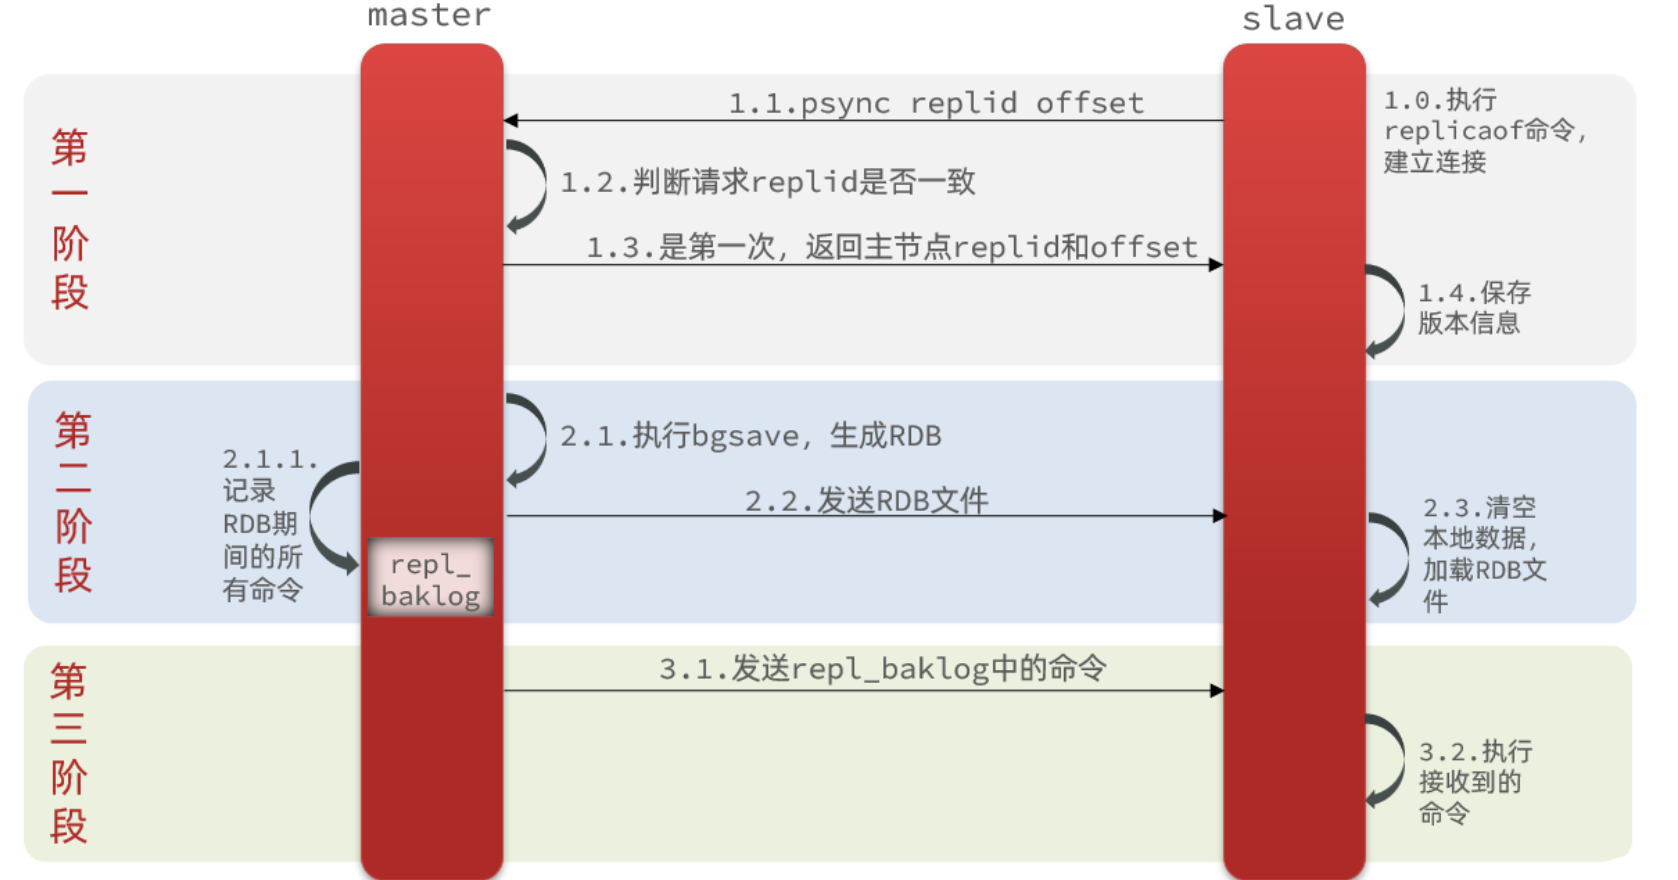 master
slave
第
一
阶
段
1.0.执行
replicaof命令，
建立连接
1.1.psync replid offset
1.2.判断请求replid是否一致
1.3.是第一次，返回主节点replid和offset
1.4.保存
版本信息
第
二
阶
段
2.1.执行bgsave，生成RDB
2.1.1.
记录
RDB期
间的所
有命令
repl_
baklog
2.2.发送RDB文件
2.3.清空
本地数据，
加载RDB文
件
第
三
阶
段
3.1.发送repl_baklog中的命令
3.2.执行
接收到的
命令